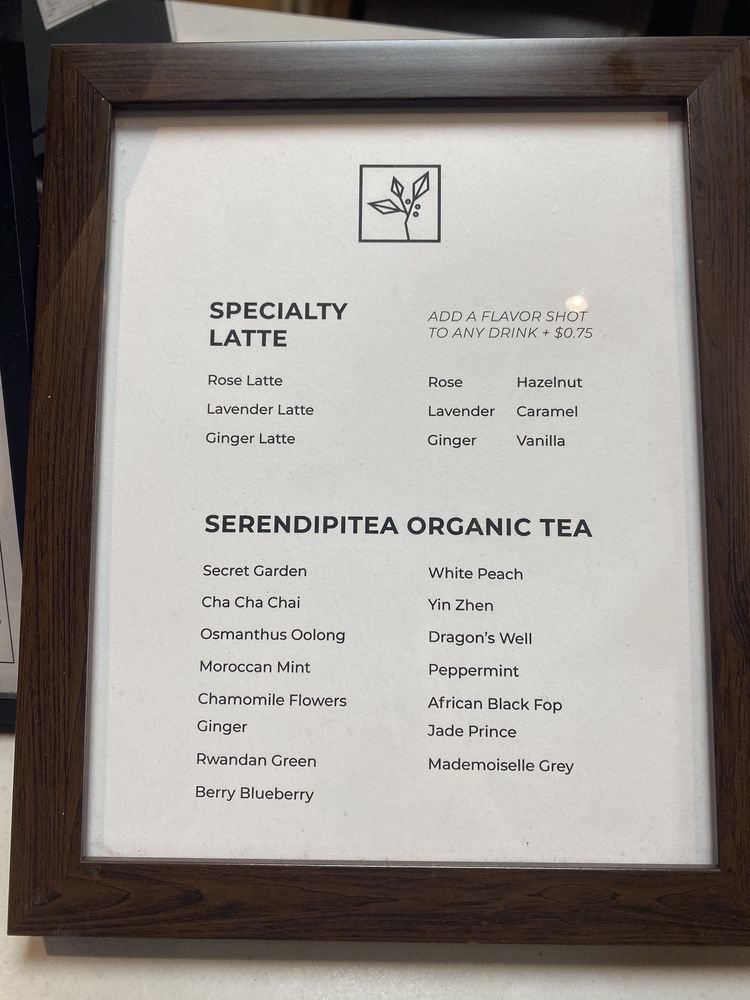 SPECIALTY
LATTE
Rose Latte
Lavender Latte
Ginger Latte
ADD A FLAVOR SHOT
TO ANY DRINK + $0.75
Rose Hazelnut
Lavender Caramel
Ginger Vanilla
SERENDIPITEA ORGANIC TEA
Secret Garden
Cha Cha Chai
Osmanthus Oolong
Moroccan Mint
Chamomile Flowers
Ginger
Rwandan Green
Berry Blueberry
White Peach
Yin Zhen
Dragon's Well
Peppermint
African Black Fop
Jade Prince
Mademoiselle Grey